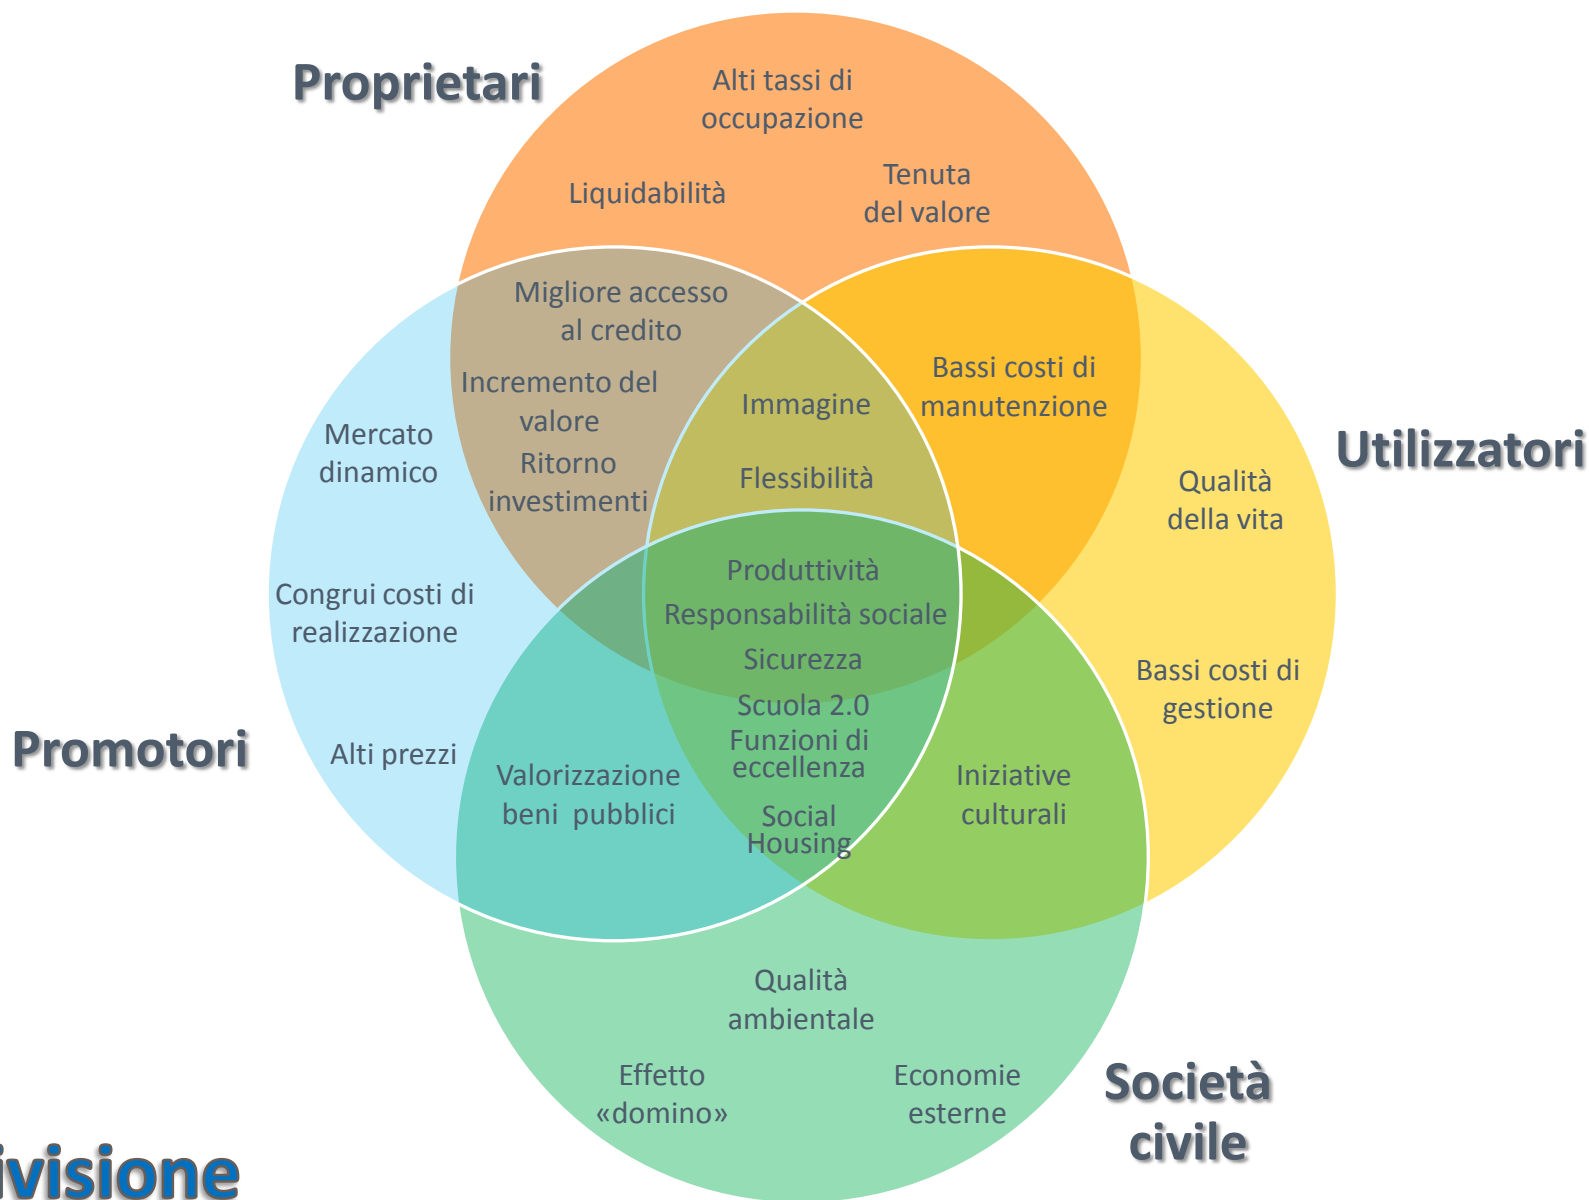 Proprietari
Alti tassi di
occupazione
Liquidabilità
Tenuta
del valore
Migliore accesso
al credito
Incremento del
valore
Ritorno
investimenti
Immagine
Flessibilità
Bassi costi di
manutenzione
Utilizzatori
Mercato
dinamico
Qualità
della vita
Congrui costi di
realizzazione
Produttività
Responsabilità sociale
Sicurezza
Scuola 2.0
Funzioni di
eccellenza
Social
Housing
Bassi costi di
gestione
Promotori
Alti prezzi
Valorizzazione
beni pubblici
Iniziative
culturali
Qualità
ambientale
Effetto
«domino»
Economie
esterne
Società
civile
ivisione